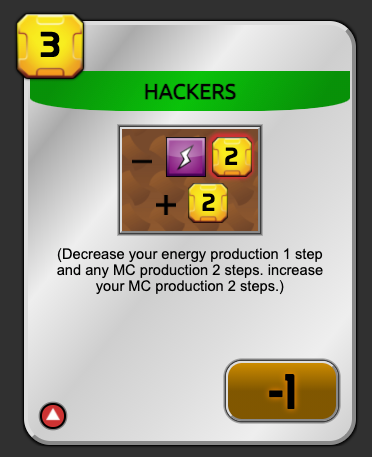 3
HACKERS
− 2
+ 2
(Decrease your energy production 1 step
and any MC production 2 steps. increase
your MC production 2 steps.)
-1